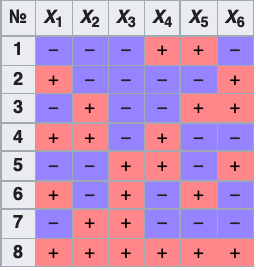 № X1 X2 X3 X4 X5 X6
1 − − − + + −
2 + − − − − +
3 − + − − + +
4 + + − + − −
5 − − + + − +
6 + − + − + −
7 − + + − − −
8 + + + + + +